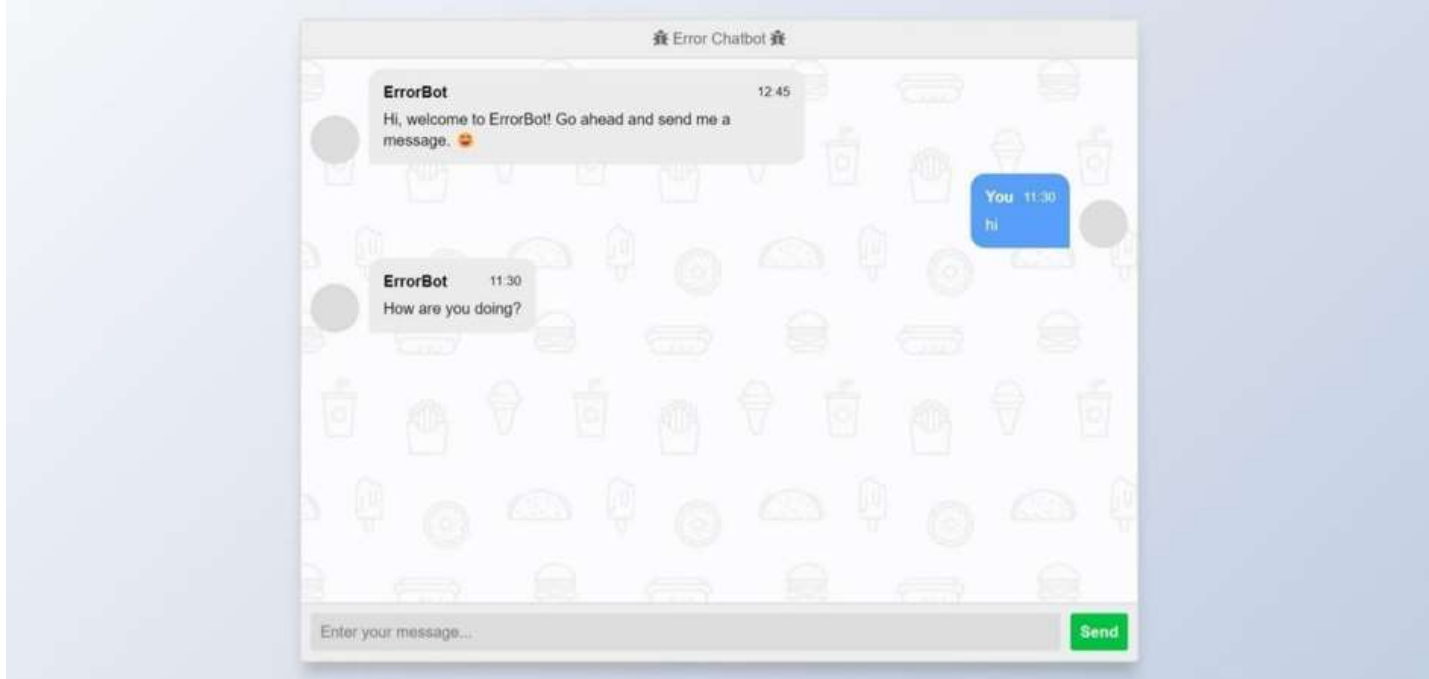 Error Chatbot
ErrorBot 12:45
Hi, welcome to ErrorBot! Go ahead and send me a
message. 😄
You 11:30
hi
ErrorBot 11:30
How are you doing?
Enter your message...
Send